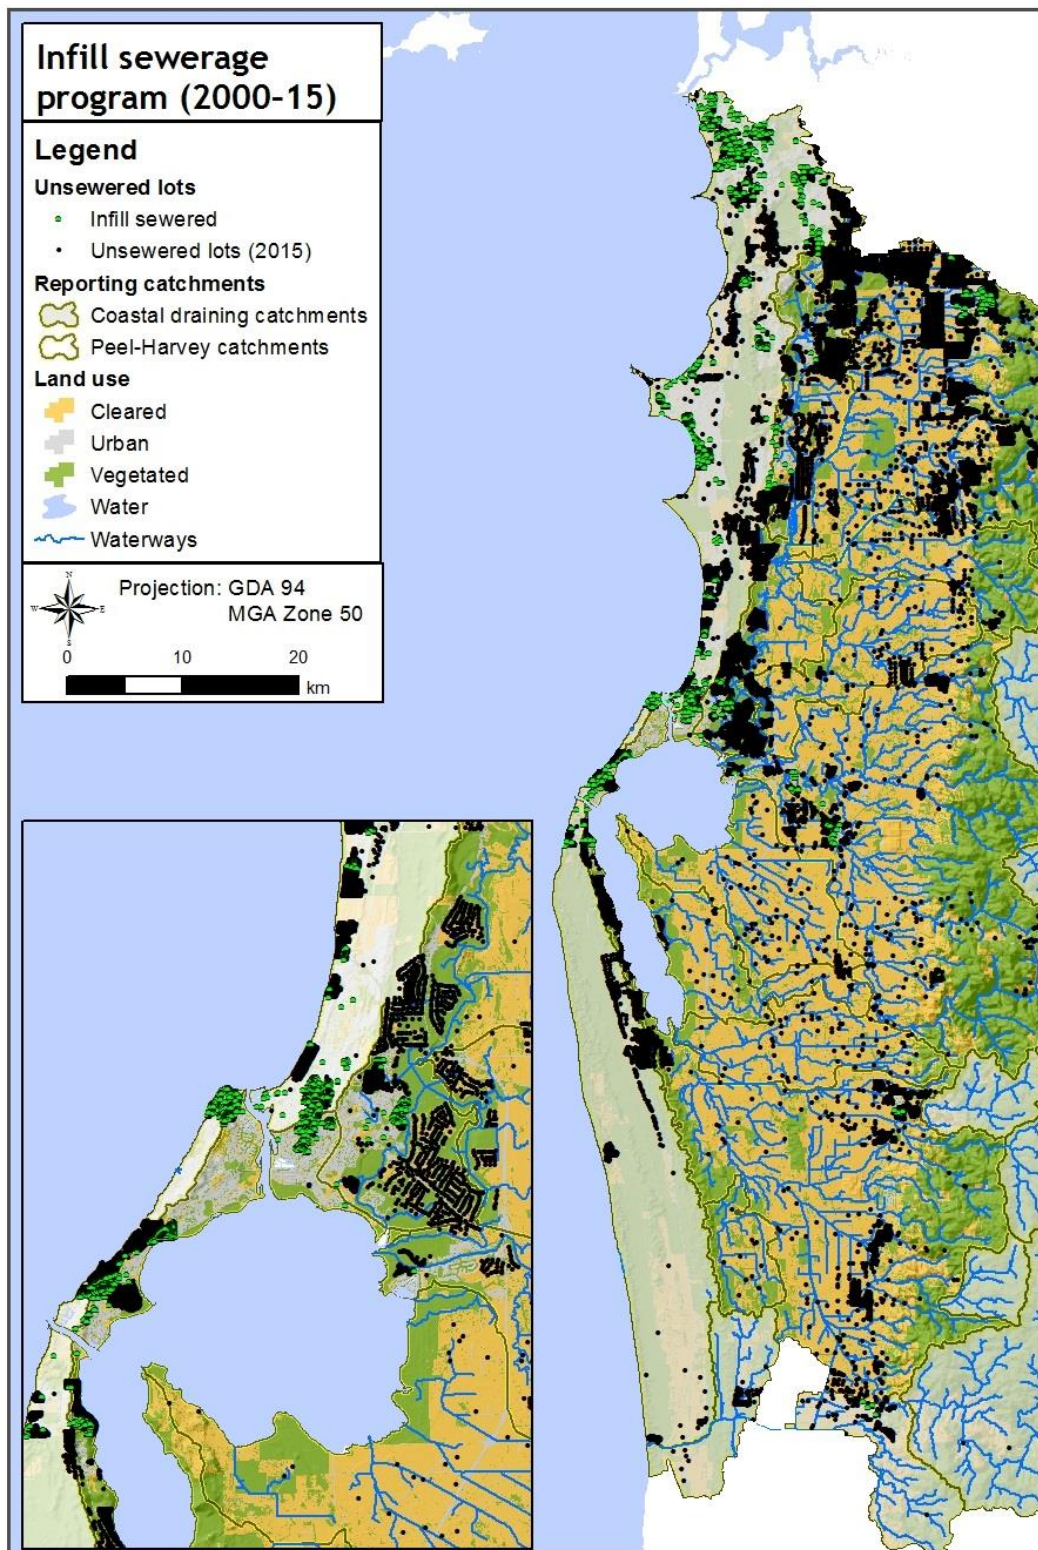 Infill sewerage
program (2000-15)
Legend
Unsewered lots
Infill sewered
Unsewered lots (2015)
Reporting catchments
Coastal draining catchments
Peel-Harvey catchments
Land use
Cleared
Urban
Vegetated
Water
Waterways
N
W
E
S
Projection: GDA 94
MGA Zone 50
0 10 20
km